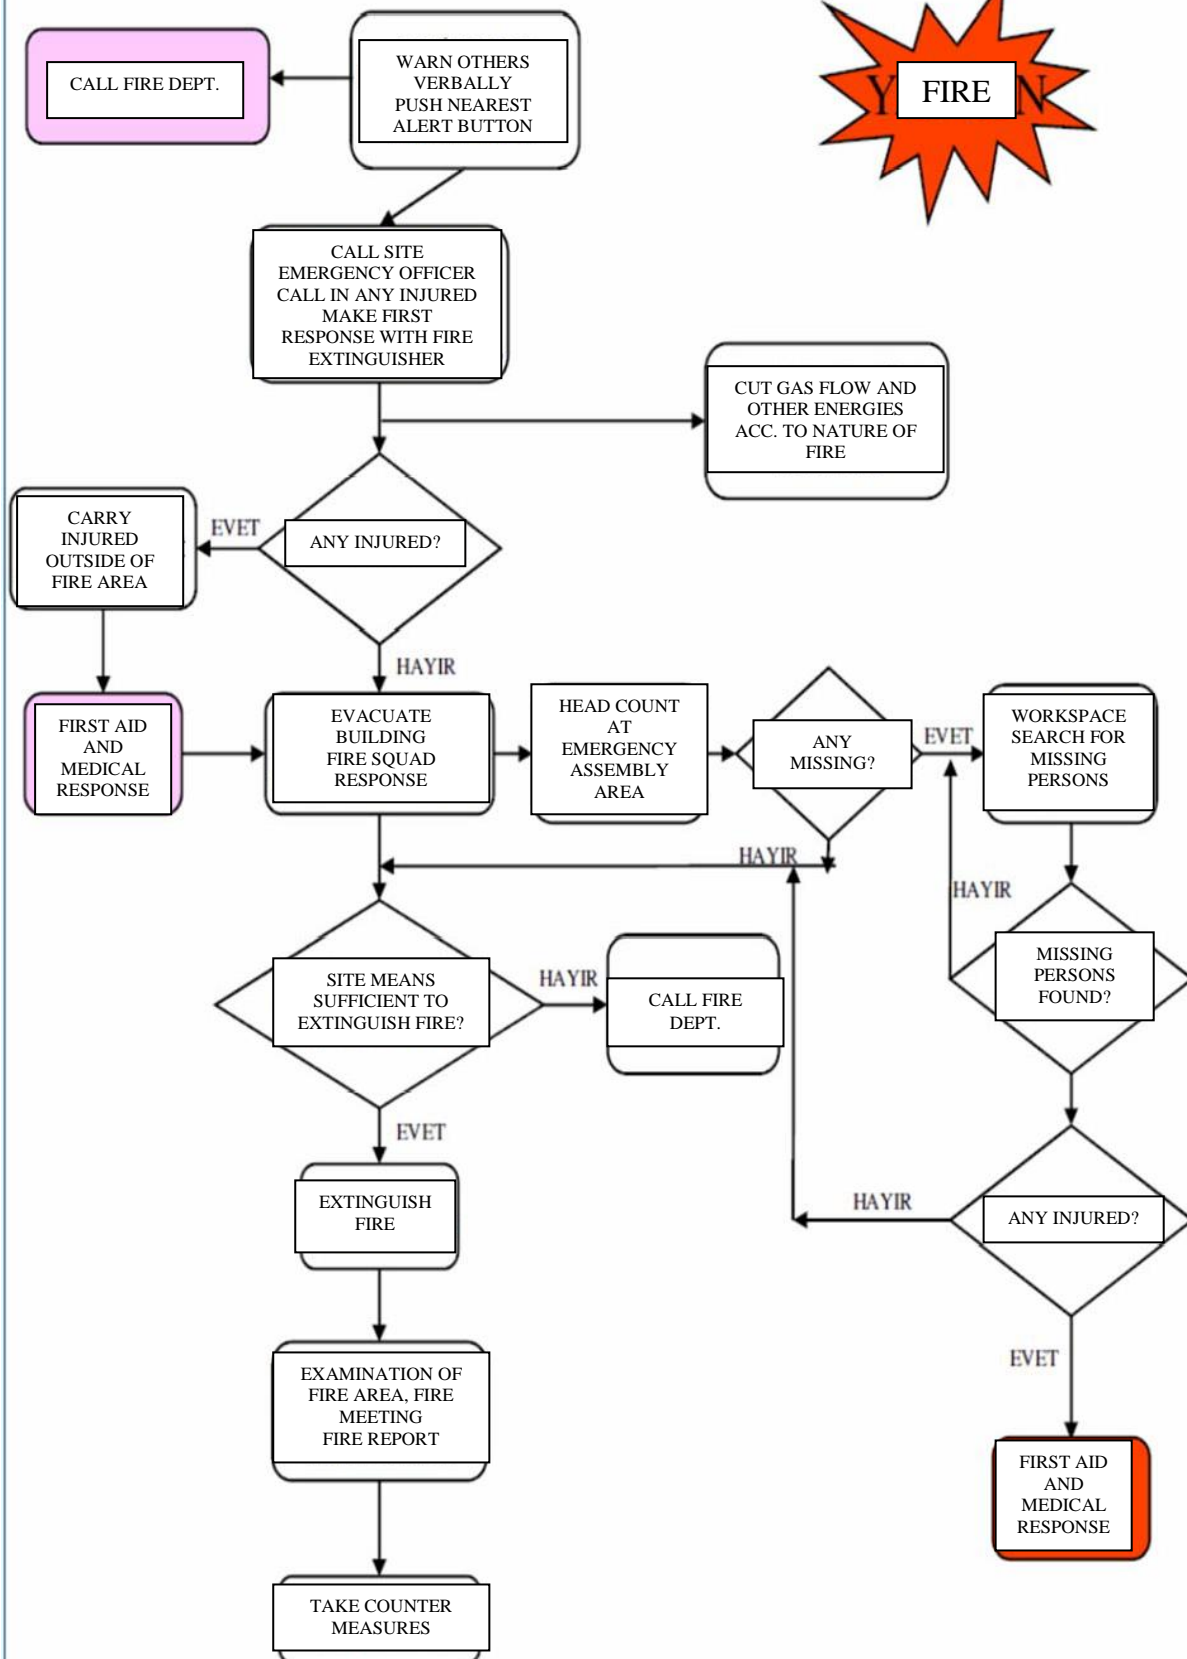 CALL FIRE DEPT.
WARN OTHERS
VERBALLY
PUSH NEAREST
ALERT BUTTON
Y
FIRE
N
CALL SITE
EMERGENCY OFFICER
CALL IN ANY INJURED
MAKE FIRST
RESPONSE WITH FIRE
EXTINGUISHER
CUT GAS FLOW AND
OTHER ENERGIES
ACC. TO NATURE OF
FIRE
CARRY
INJURED
OUTSIDE OF
FIRE AREA
EVET
ANY INJURED?
HAYIR
FIRST AID
AND
MEDICAL
RESPONSE
EVACUATE
BUILDING
FIRE SQUAD
RESPONSE
HEAD COUNT
AT
EMERGENCY
ASSEMBLY
AREA
ANY
MISSING?
EVET
WORKSPACE
SEARCH FOR
MISSING
PERSONS
HAYIR
HAYIR
MISSING
PERSONS
FOUND?
SITE MEANS
SUFFICIENT TO
EXTINGUISH FIRE?
HAYIR
CALL FIRE
DEPT.
EVET
EXTINGUISH
FIRE
HAYIR
ANY INJURED?
EVET
EXAMINATION OF
FIRE AREA, FIRE
MEETING
FIRE REPORT
FIRST AID
AND
MEDICAL
RESPONSE
TAKE COUNTER
MEASURES